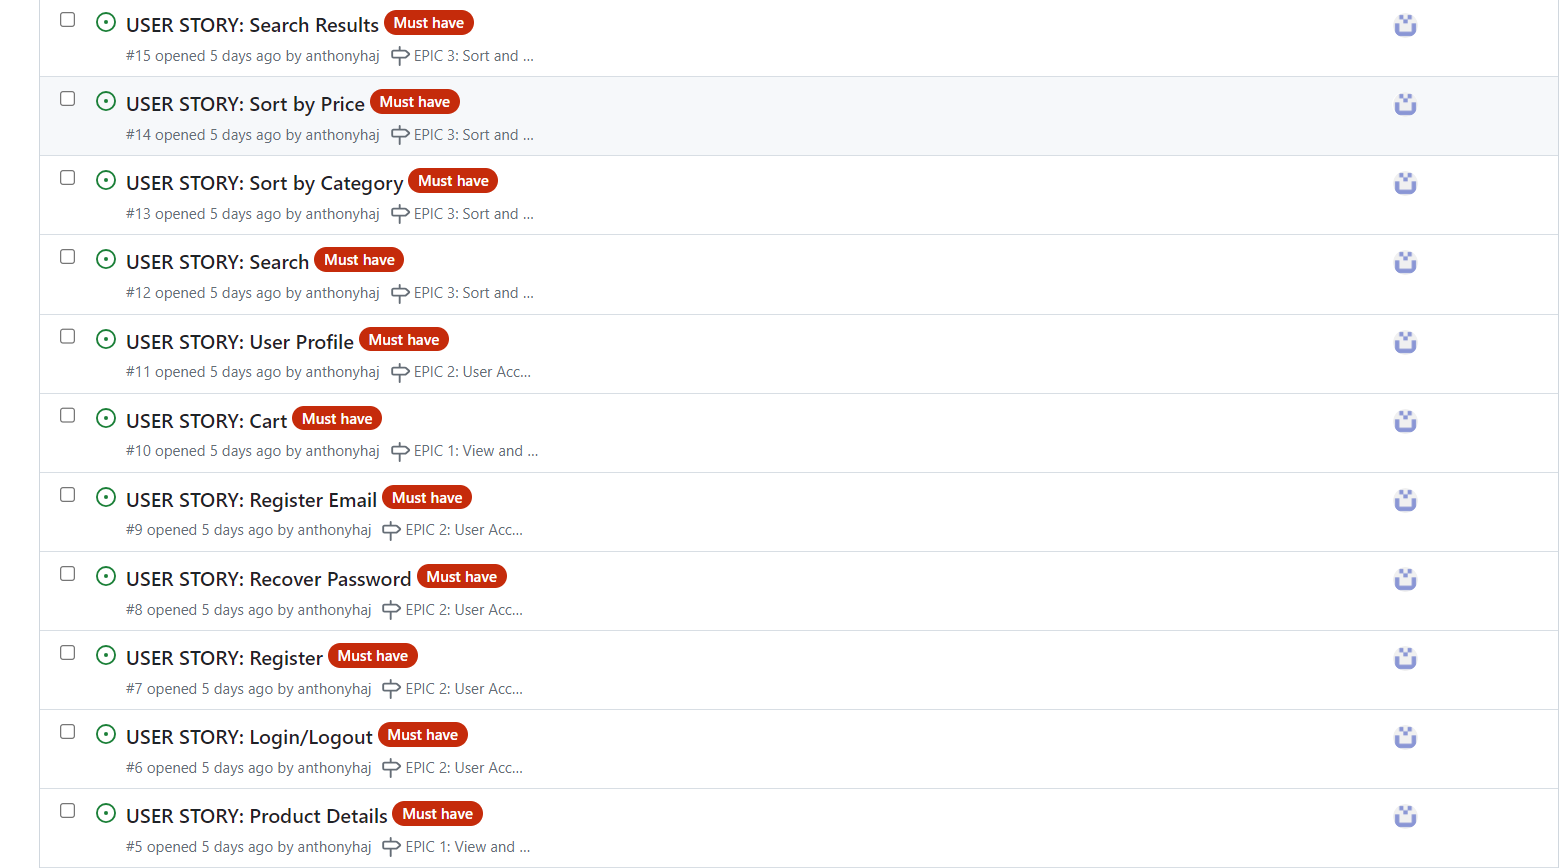 USER STORY: Search Results Must have
#15 opened 5 days ago by anthonyhaj EPIC 3: Sort and ...
USER STORY: Sort by Price Must have
#14 opened 5 days ago by anthonyhaj EPIC 3: Sort and ...
USER STORY: Sort by Category Must have
#13 opened 5 days ago by anthonyhaj EPIC 3: Sort and ...
USER STORY: Search Must have
#12 opened 5 days ago by anthonyhaj EPIC 3: Sort and ...
USER STORY: User Profile Must have
#11 opened 5 days ago by anthonyhaj EPIC 2: User Acc...
USER STORY: Cart Must have
#10 opened 5 days ago by anthonyhaj EPIC 1: View and ...
USER STORY: Register Email Must have
#9 opened 5 days ago by anthonyhaj EPIC 2: User Acc...
USER STORY: Recover Password Must have
#8 opened 5 days ago by anthonyhaj EPIC 2: User Acc...
USER STORY: Register Must have
#7 opened 5 days ago by anthonyhaj EPIC 2: User Acc...
USER STORY: Login/Logout Must have
#6 opened 5 days ago by anthonyhaj EPIC 2: User Acc...
USER STORY: Product Details Must have
#5 opened 5 days ago by anthonyhaj EPIC 1: View and ...